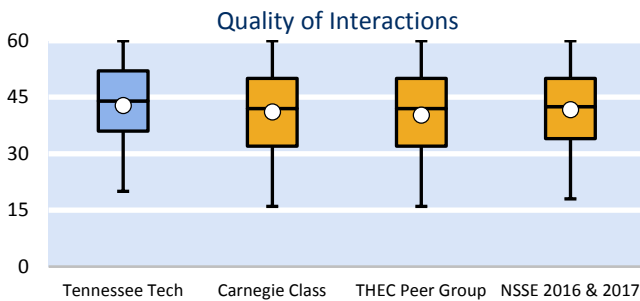 Quality of Interactions
60
45
30
15
0
Tennessee Tech Carnegie Class THEC Peer Group NSSE 2016 & 2017